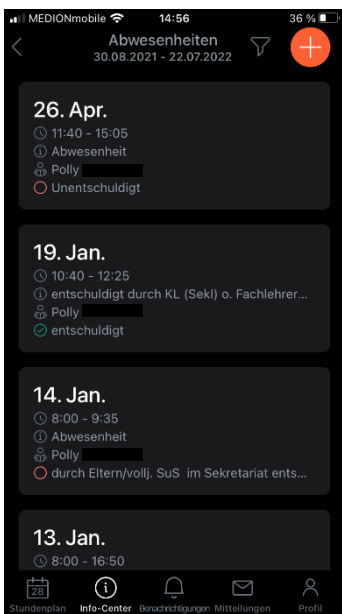 MEDIONmobile 14:56 36 %
Abwesenheiten
30.08.2021 - 22.07.2022
26. Apr.
11:40 - 15:05
Abwesenheit
Polly
Unentschuldigt
19. Jan.
10:40 - 12:25
entschuldigt durch KL (Sekl) o. Fachlehrer...
Polly
entschuldigt
14. Jan.
8:00 - 9:35
Abwesenheit
Polly
durch Eltern/vollj. SuS im Sekretariat ents...
13. Jan.
8:00 - 16:50
28
Stundenplan Info-Center Benachrichtigungen Mitteilungen Profil